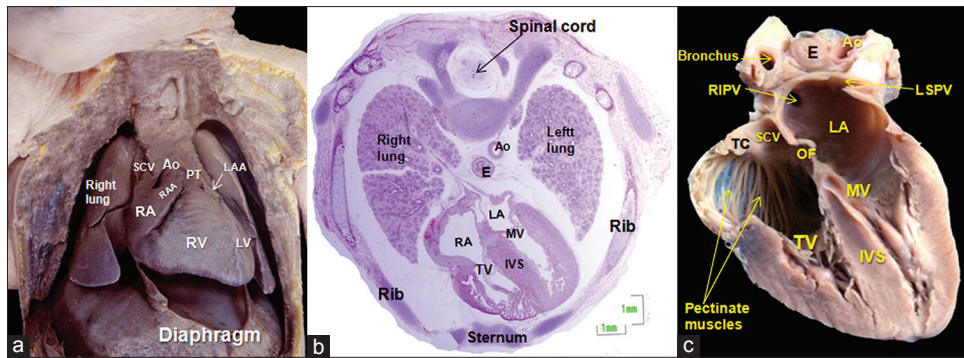 SCV
Ao
PT
LAA
RAA
Right
lung
RA
RV
LV
Diaphragm
a
Spinal cord
Right
lung
Leftt
lung
Ao
E
LA
RA
MV
TV
IVS
Rib
Rib
Sternum
1mm
1mm
b
E
Ao
Bronchus
RIPV
LSPV
LA
TC
SCV
OF
MV
TV
IVS
Pectinate
muscles
c